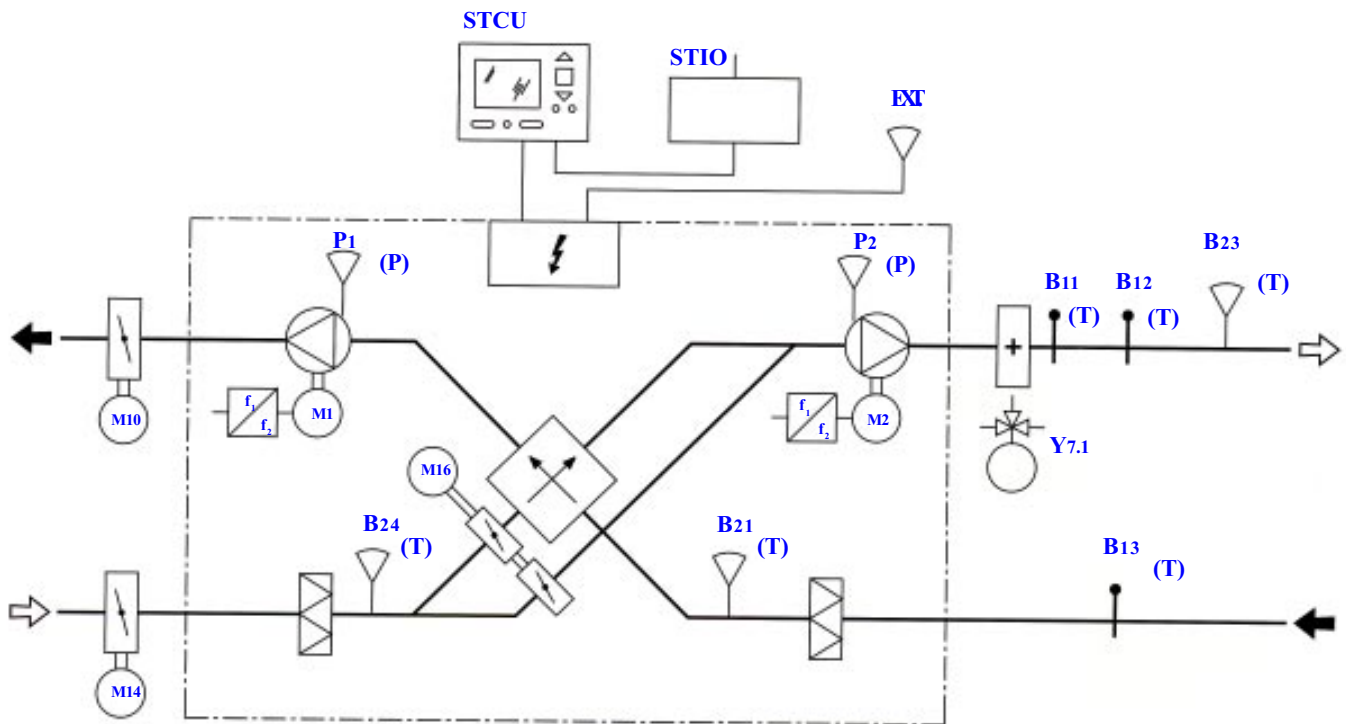 STCU
STIO
EXT.
P1
(P)
P2
(P)
B23
(T)
B11
(T)
B12
(T)
+
M10
f1
f2
M1
f1
f2
M2
Y7.1
M16
B24
(T)
B21
(T)
B13
(T)
M14